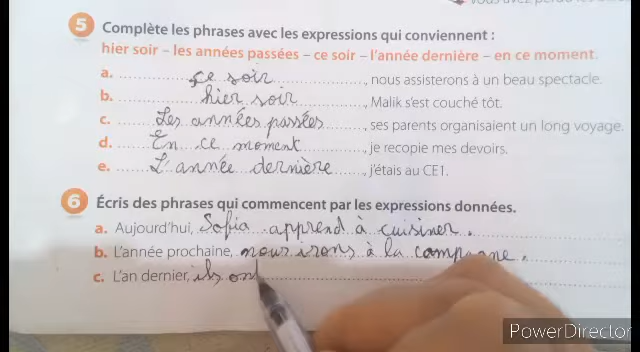 5 Complète les phrases avec les expressions qui conviennent :
hier soir – les années passées – ce soir – l'année dernière – en ce moment.
a. ce soir, nous assisterons à un beau spectacle.
b. hier soir, Malik s'est couché tôt.
c. Les années passées, ses parents organisaient un long voyage.
d. En ce moment, je recopie mes devoirs.
e. L'année dernière, j'étais au CE1.
6 Écris des phrases qui commencent par les expressions données.
a. Aujourd'hui, Sofia apprend à cuisiner.
b. L'année prochaine, nous irons à la campagne.
c. L'an dernier, ils ont
PowerDirector